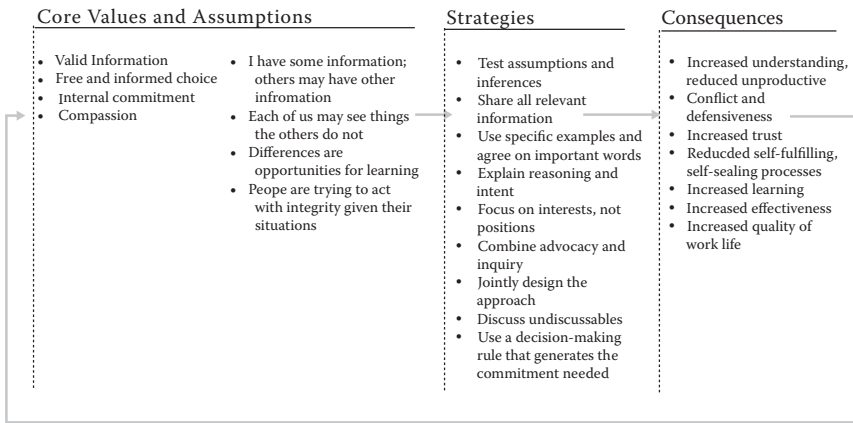 Core Values and Assumptions
• Valid Information
• Free and informed choice
• Internal commitment
• Compassion
• I have some information;
others may have other
infromation
• Each of us may see things
the others do not
• Differences are
opportunities for learning
• Peope are trying to act
with integrity given their
situations
Strategies
• Test assumptions and
inferences
• Share all relevant
information
• Use specific examples and
agree on important words
• Explain reasoning and
intent
• Focus on interests, not
positions
• Combine advocacy and
inquiry
• Jointly design the
approach
• Discuss undiscussables
• Use a decision-making
rule that generates the
commitment needed
Consequences
• Increased understanding,
reduced unproductive
• Conflict and
defensiveness
• Increased trust
• Reducded self-fulfilling,
self-sealing processes
• Increased learning
• Increased effectiveness
• Increased quality of
work life